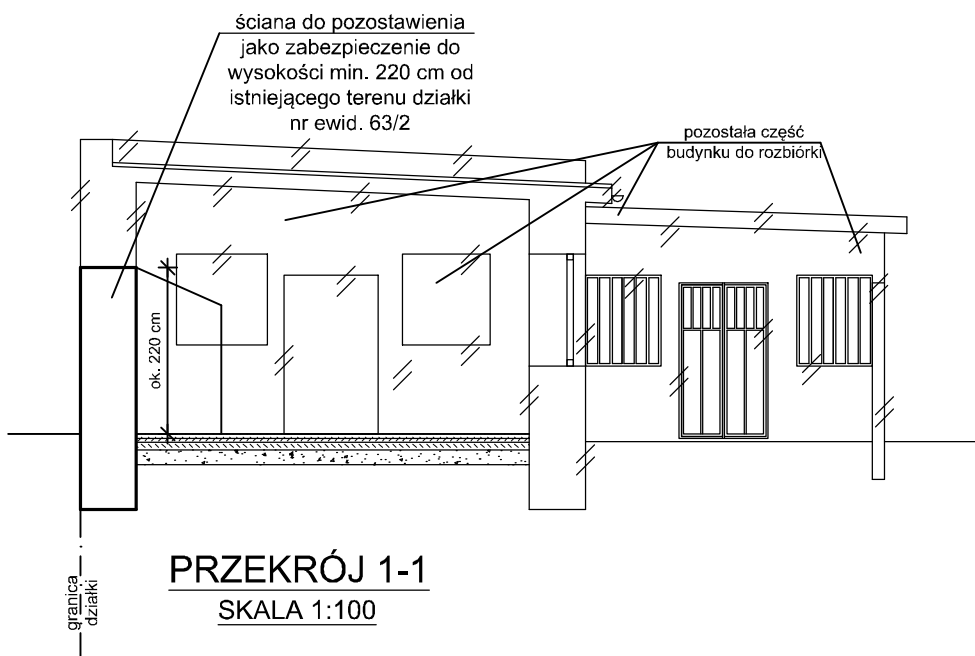 ściana do pozostawienia
jako zabezpieczenie do
wysokości min. 220 cm od
istniejącego terenu działki
nr ewid. 63/2
pozostała część
budynku do rozbiórki
ok. 220 cm
PRZEKRÓJ 1-1
SKALA 1:100
granica
działki